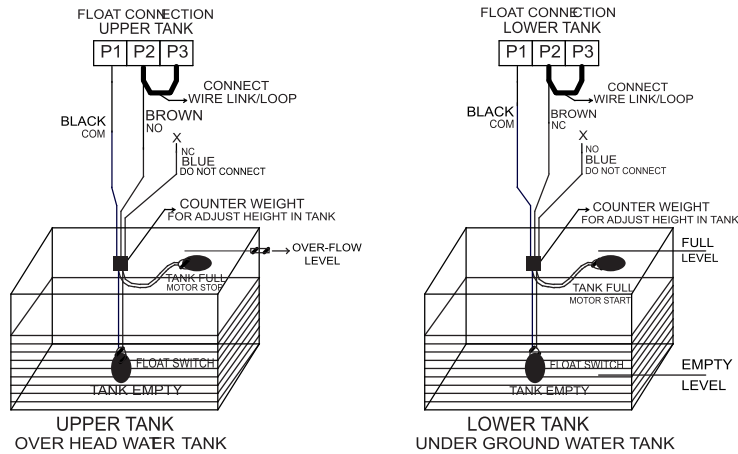 FLOAT CONNECTION
UPPER TANK
P1 P2 P3
CONNECT
WIRE LINK/LOOP
BLACK
COM
BROWN
NO
X
NC
BLUE
DO NOT CONNECT
COUNTER WEIGHT
FOR ADJUST HEIGHT IN TANK
OVER-FLOW
LEVEL
TANK FULL
MOTOR STOP
FLOAT SWITCH
TANK EMPTY
UPPER TANK
OVER HEAD WATER TANK
FLOAT CONNECTION
LOWER TANK
P1 P2 P3
CONNECT
WIRE LINK/LOOP
BLACK
COM
BROWN
NC
X
NO
BLUE
DO NOT CONNECT
COUNTER WEIGHT
FOR ADJUST HEIGHT IN TANK
FULL
LEVEL
TANK FULL
MOTOR START
FLOAT SWITCH
TANK EMPTY
EMPTY
LEVEL
LOWER TANK
UNDER GROUND WATER TANK